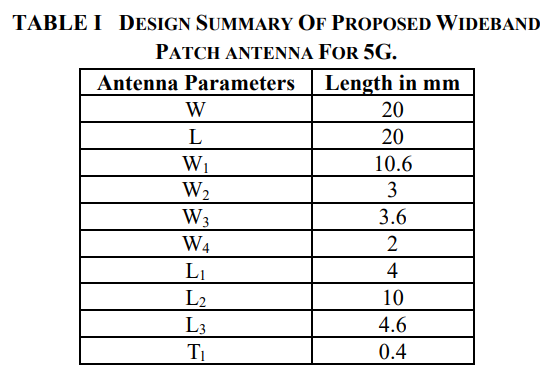 TABLE I DESIGN SUMMARY OF PROPOSED WIDEBAND
PATCH ANTENNA FOR 5G.
Antenna Parameters Length in mm
W 20
L 20
W₁ 10.6
W₂ 3
W₃ 3.6
W₄ 2
L₁ 4
L₂ 10
L₃ 4.6
T₁ 0.4